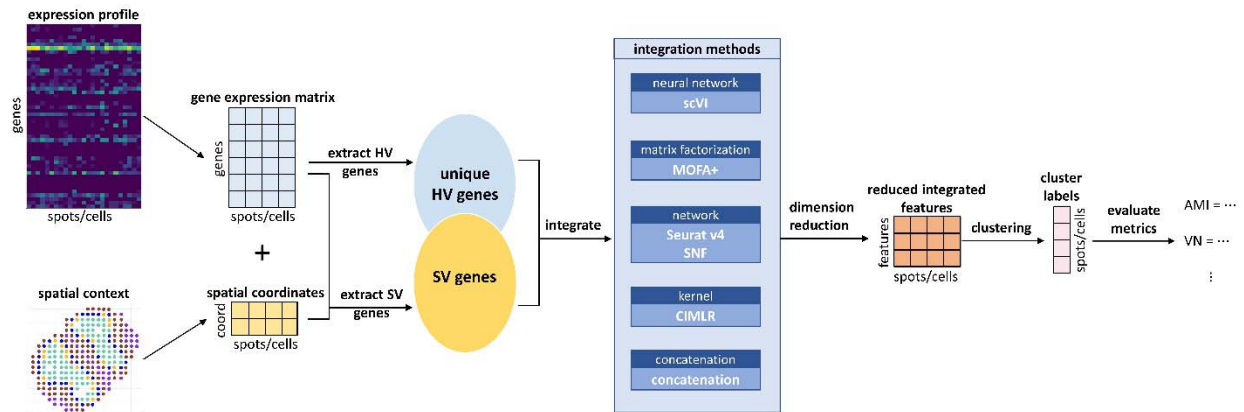 expression profile
genes
spots/cells
spatial context
gene expression matrix
genes
spots/cells
+
spatial coordinates
coord
spots/cells
extract HV
genes
extract SV
genes
unique
HV genes
SV genes
integrate
integration methods
neural network
scVI
matrix factorization
MOFA+
network
Seurat v4
SNF
kernel
CIMLR
concatenation
concatenation
dimension
reduction
reduced integrated
features
features
spots/cells
clustering
cluster
labels
spots/cells
evaluate
metrics
AMI = ···
VN = ···
⋮